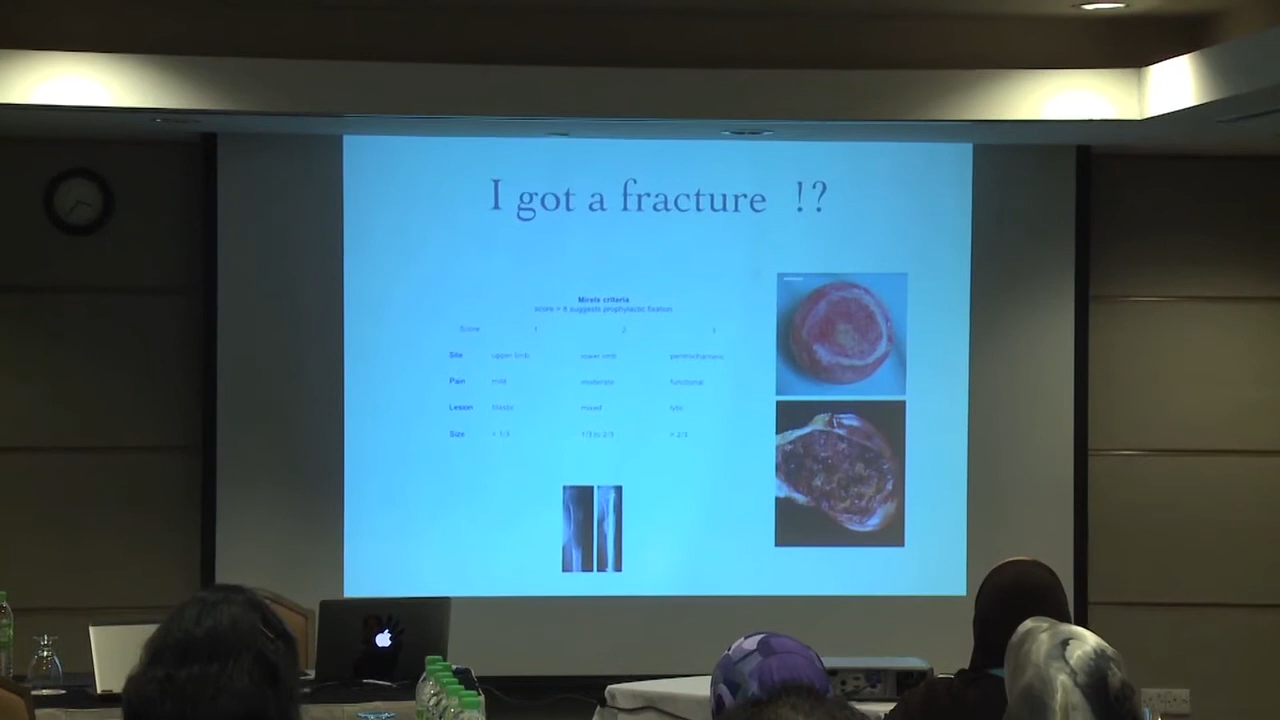 I got a fracture !?
Mirels criteria
score > 8 suggests prophylactic fixation
Score 1 2 3
Site upper limb lower limb peritrochanteric
Pain mild moderate functional
Lesion blastic mixed lytic
Size < 1/3 1/3 to 2/3 > 2/3